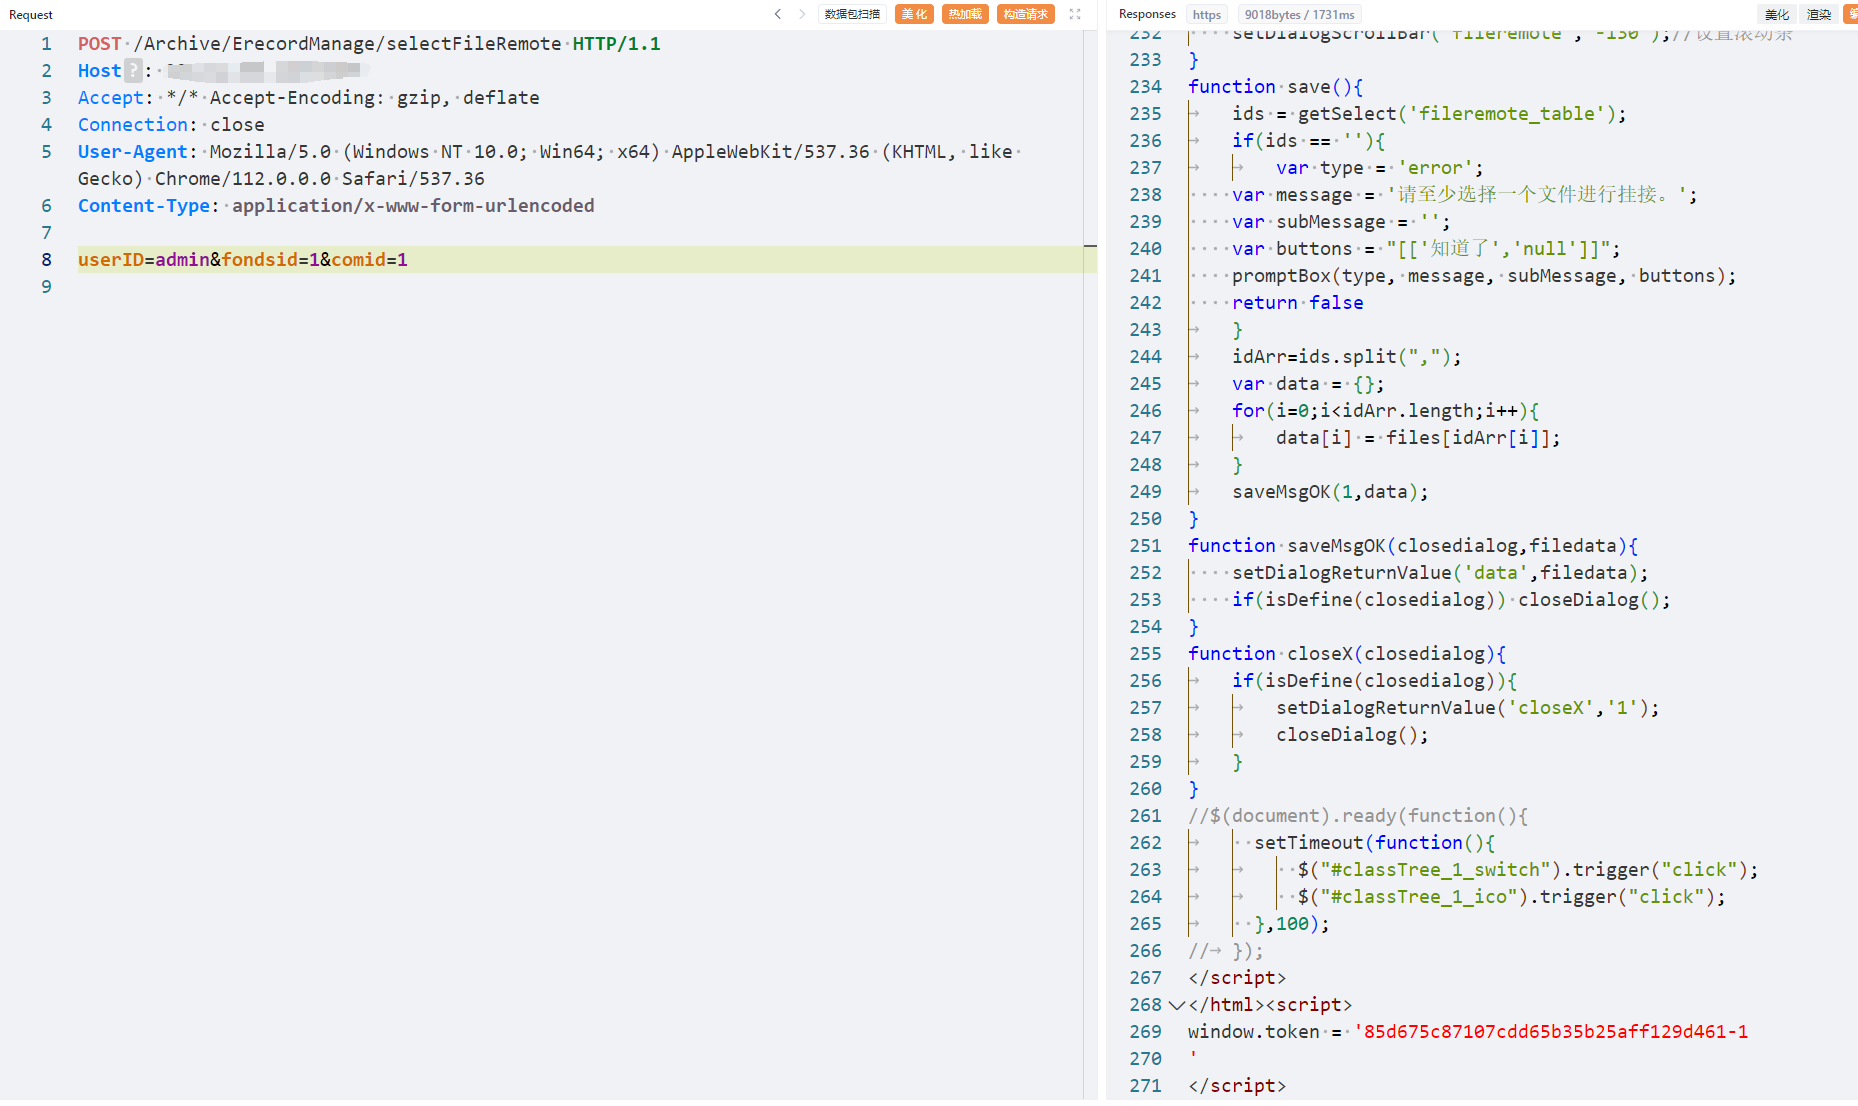 Request
数据包扫描
美化
热加载
构造请求
1 POST /Archive/ErecordManage/selectFileRemote HTTP/1.1
2 Host ? :
3 Accept: */* Accept-Encoding: gzip, deflate
4 Connection: close
5 User-Agent: Mozilla/5.0 (Windows NT 10.0; Win64; x64) AppleWebKit/537.36 (KHTML, like
Gecko) Chrome/112.0.0.0 Safari/537.36
6 Content-Type: application/x-www-form-urlencoded
7
8 userID=admin&fondsid=1&comid=1
9
Responses https 9018bytes / 1731ms
美化
渲染
232 setDialogScrollBar('fileremote', '-130');//设置滚动条
233 }
234 function save(){
235 ids = getSelect('fileremote_table');
236 if(ids == ''){
237 var type = 'error';
238 var message = '请至少选择一个文件进行挂接。';
239 var subMessage = '';
240 var buttons = "[['知道了','null']]";
241 promptBox(type, message, subMessage, buttons);
242 return false
243 }
244 idArr=ids.split(",");
245 var data = {};
246 for(i=0;i<idArr.length;i++){
247 data[i] = files[idArr[i]];
248 }
249 saveMsgOK(1,data);
250 }
251 function saveMsgOK(closedialog,filedata){
252 setDialogReturnValue('data',filedata);
253 if(isDefine(closedialog)) closeDialog();
254 }
255 function closeX(closedialog){
256 if(isDefine(closedialog)){
257 setDialogReturnValue('closeX','1');
258 closeDialog();
259 }
260 }
261 //$(document).ready(function(){
262 setTimeout(function(){
263 $("#classTree_1_switch").trigger("click");
264 $("#classTree_1_ico").trigger("click");
265 },100);
266 // });
267 </script>
268 </html><script>
269 window.token = '85d675c87107cdd65b35b25aff129d461-1
270 '
271 </script>